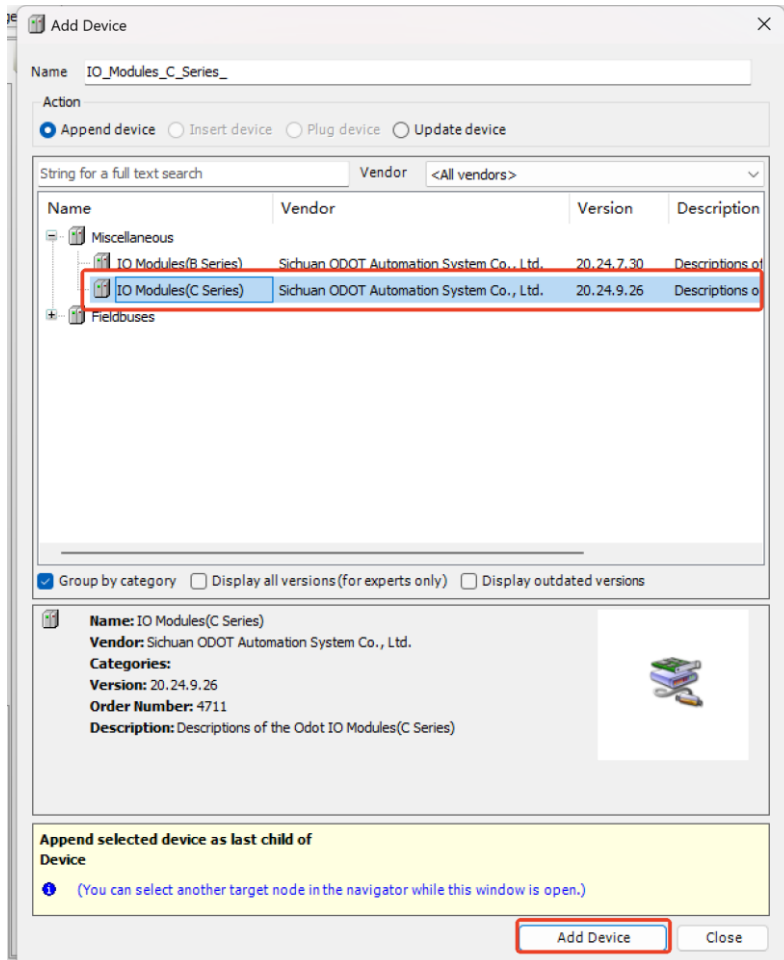 ge
Add Device
Name IO_Modules_C_Series_
Action
Append device Insert device Plug device Update device
String for a full text search Vendor <All vendors>
Name Vendor Version Description
Miscellaneous
IO Modules(B Series) Sichuan ODOT Automation System Co., Ltd. 20.24.7.30 Descriptions of
IO Modules(C Series) Sichuan ODOT Automation System Co., Ltd. 20.24.9.26 Descriptions o
Fieldbuses
Group by category Display all versions(for experts only) Display outdated versions
Name: IO Modules(C Series)
Vendor: Sichuan ODOT Automation System Co., Ltd.
Categories:
Version: 20.24.9.26
Order Number: 4711
Description: Descriptions of the Odot IO Modules(C Series)
Append selected device as last child of
Device
(You can select another target node in the navigator while this window is open.)
Add Device Close